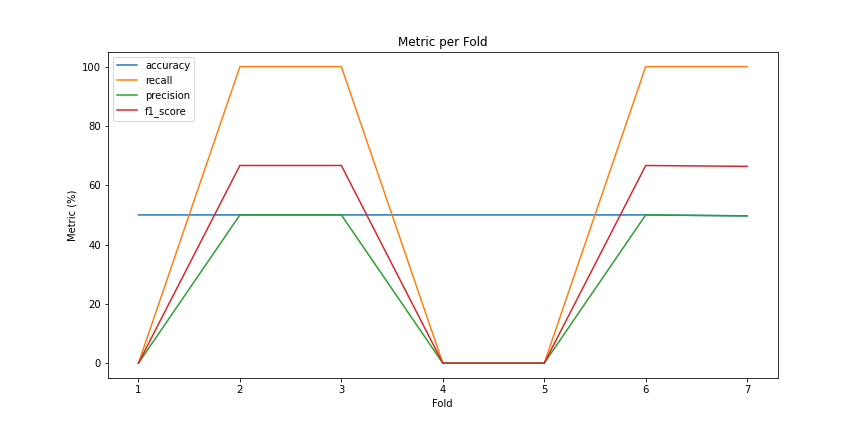 Metric per Fold
accuracy
recall
precision
f1_score
Metric (%)
100
80
60
40
20
0
1 2 3 4 5 6 7
Fold